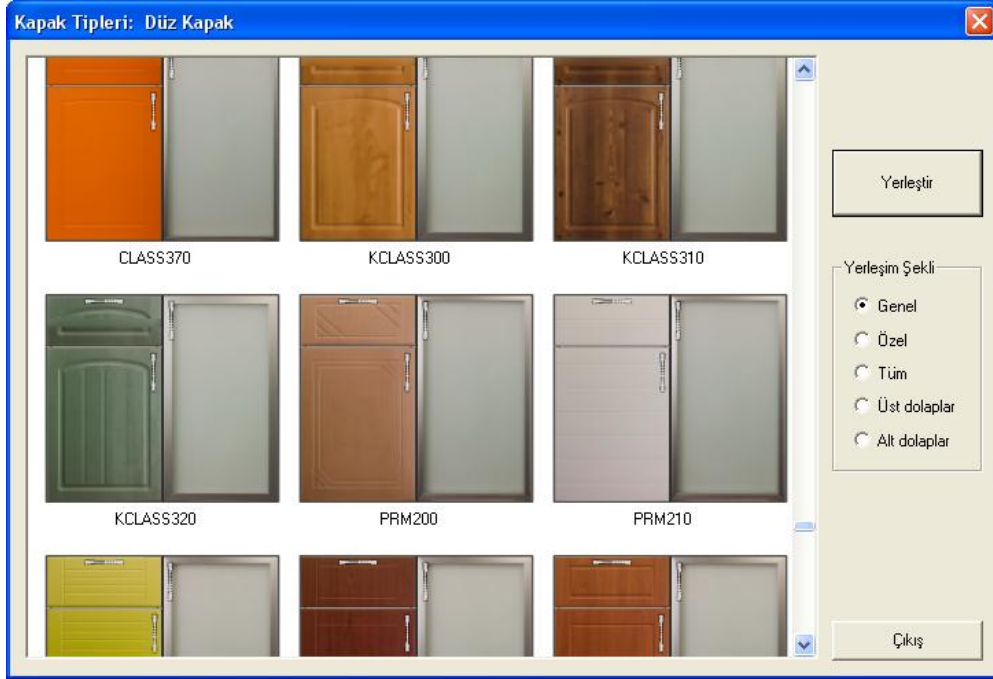 Kapak Tipleri:  Düz Kapak
CLASS370
KCLASS300
KCLASS310
Yerleştir
Yerleşim Şekli
Genel
Özel
Tüm
Üst dolaplar
Alt dolaplar
KCLASS320
PRM200
PRM210
Çıkış